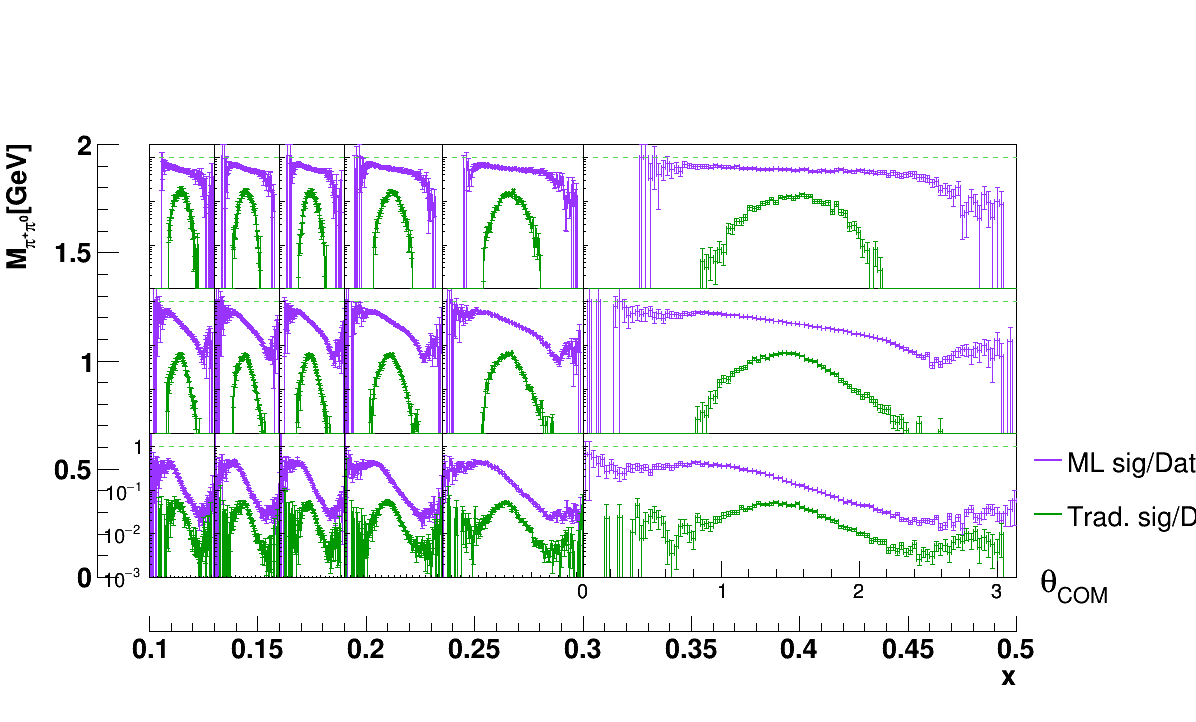 M π⁺π⁰ [GeV]
2
1.5
1
0.5
0
1
10⁻¹
10⁻²
10⁻³
ML sig/Dat
Trad. sig/D
0 1 2 3
θ COM
0.1 0.15 0.2 0.25 0.3 0.35 0.4 0.45 0.5
x